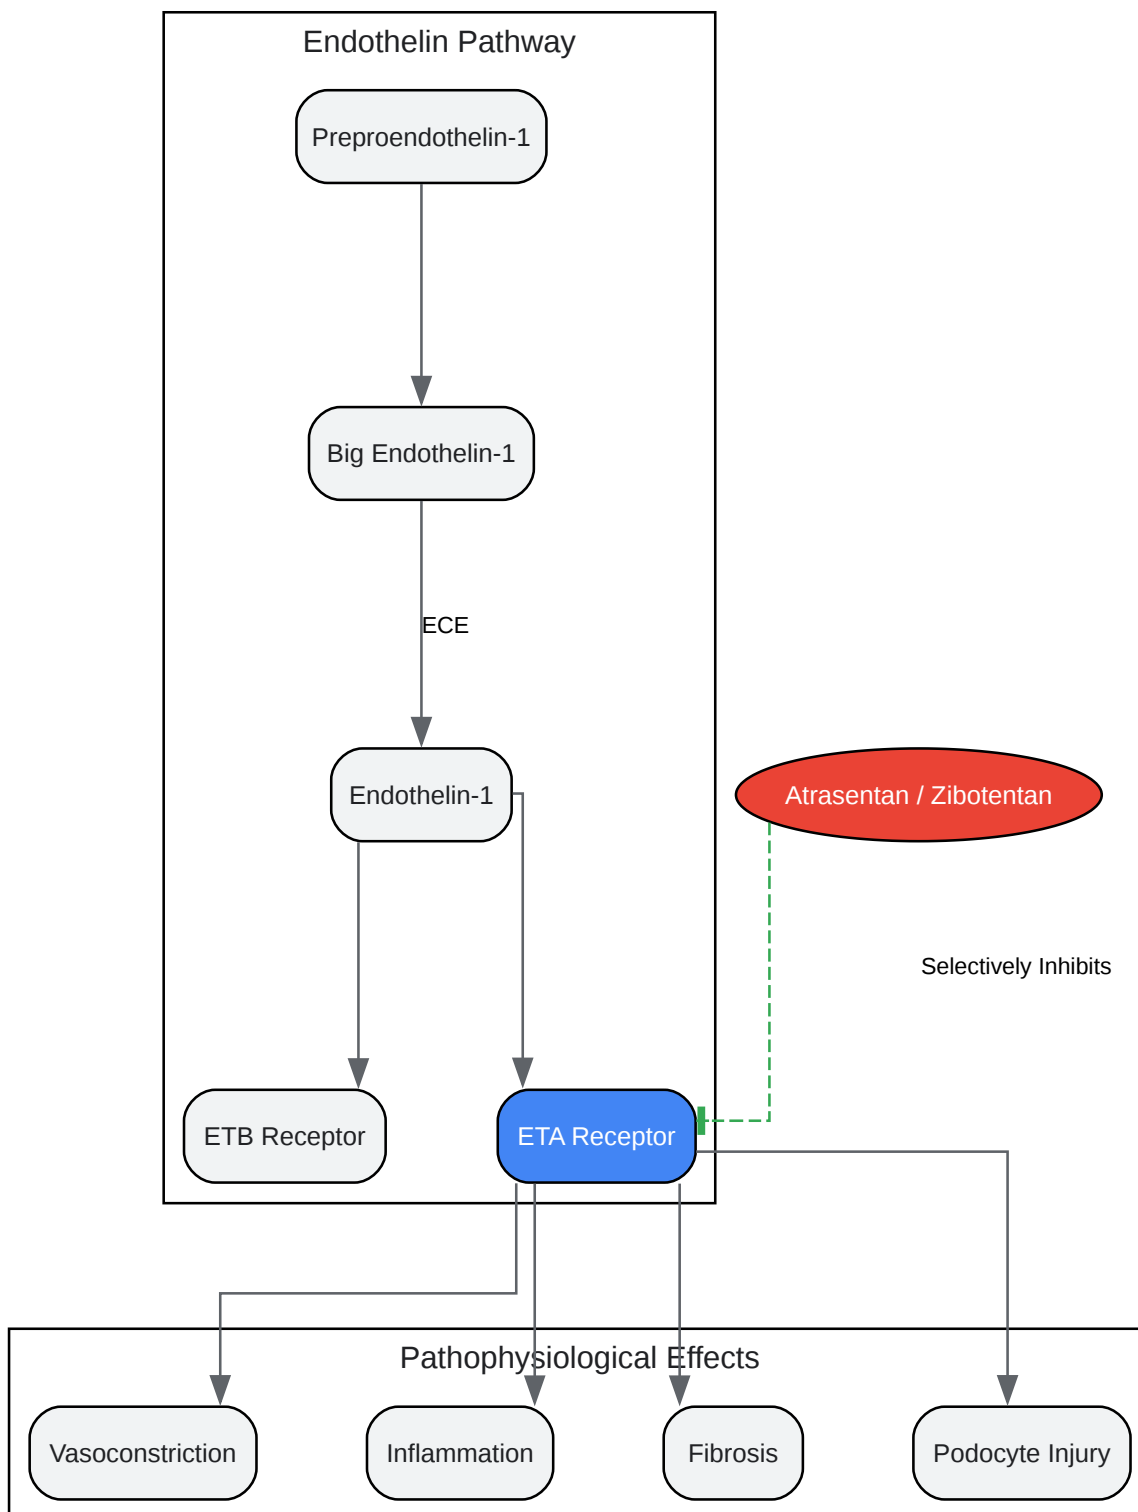 Endothelin Pathway
Preproendothelin-1
Big Endothelin-1
ECE
Endothelin-1
Atrasentan / Zibotentan
Selectively Inhibits
ETB Receptor
ETA Receptor
Pathophysiological Effects
Vasoconstriction
Inflammation
Fibrosis
Podocyte Injury